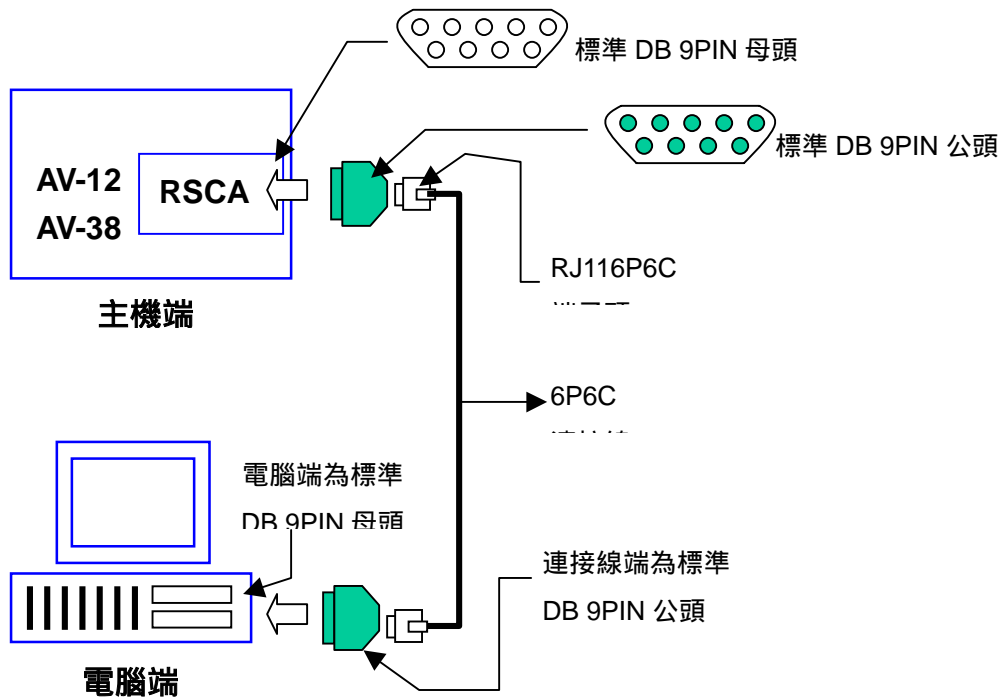 標準 DB 9PIN 母頭
標準 DB 9PIN 公頭
AV-12
AV-38
RSCA
主機端
RJ116P6C
6P6C
電腦端為標準
DB 9PIN 母頭
連接線端為標準
DB 9PIN 公頭
電腦端